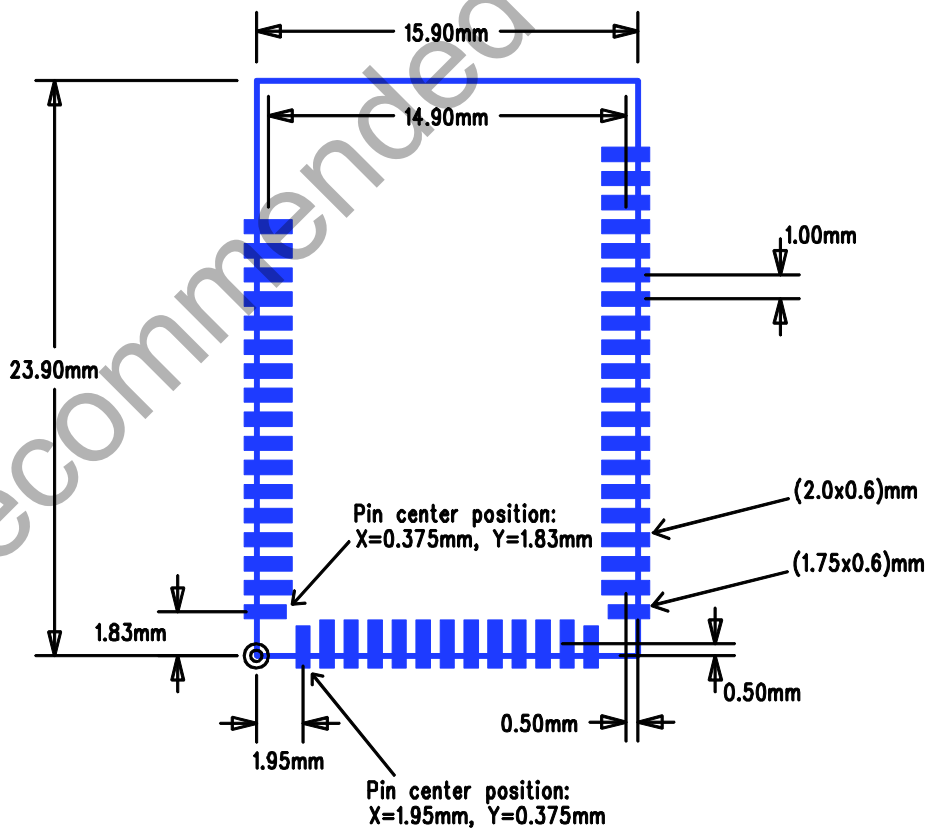 15.90mm
14.90mm
1.00mm
23.90mm
(2.0x0.6)mm
Pin center position:
X=0.375mm, Y=1.83mm
(1.75x0.6)mm
1.83mm
0.50mm
0.50mm
1.95mm
Pin center position:
X=1.95mm, Y=0.375mm
ecommended